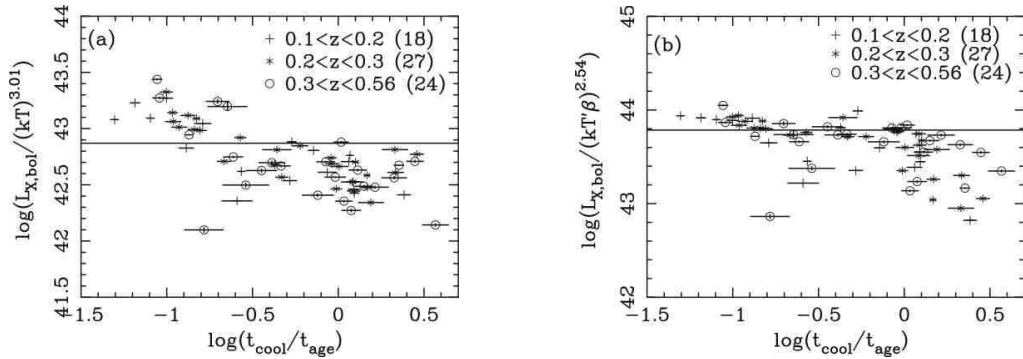 (a)
+ 0.1<z<0.2 (18)
* 0.2<z<0.3 (27)
○ 0.3<z<0.56 (24)
log(L_X,bol/(kT)^3.01)
41.5 42 42.5 43 43.5 44
-1.5 -1 -0.5 0 0.5
log(t_cool/t_age)
(b)
+ 0.1<z<0.2 (18)
* 0.2<z<0.3 (27)
○ 0.3<z<0.56 (24)
log(L_X,bol/(kT'β)^2.54)
42 43 44 45
-1.5 -1 -0.5 0 0.5
log(t_cool/t_age)